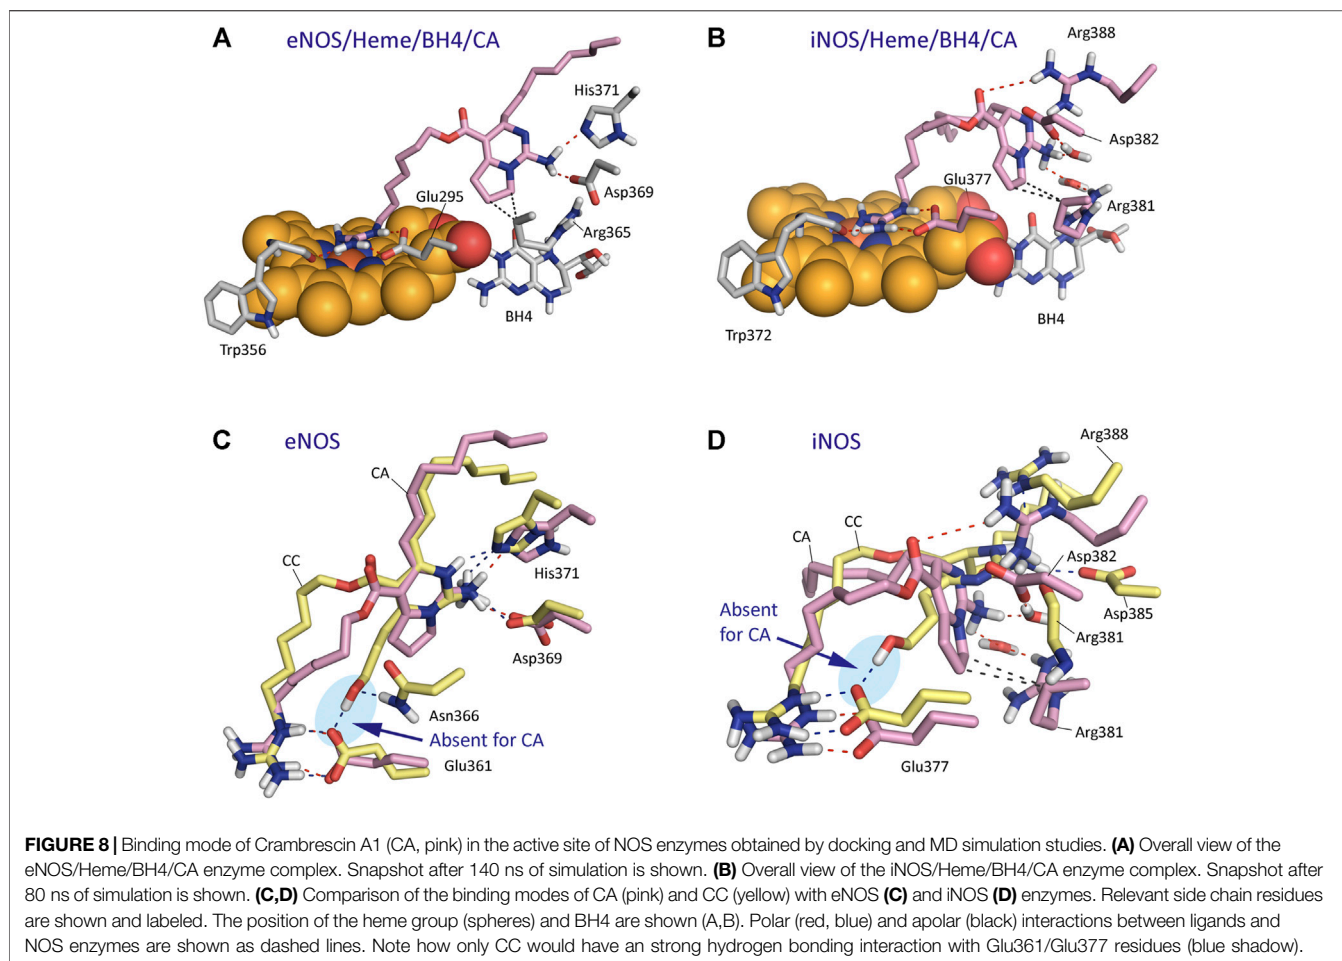 A eNOS/Heme/BH4/CA
His371
Glu295
Asp369
Arg365
BH4
Trp356
B iNOS/Heme/BH4/CA
Arg388
Asp382
Glu377
Arg381
BH4
Trp372
C eNOS
CA
CC
His371
Asp369
Asn366
Absent for CA
Glu361
D iNOS
Arg388
CC
CA
Asp382
Absent
for CA
Asp385
Arg381
Arg381
Glu377
FIGURE 8 | Binding mode of Crambrescin A1 (CA, pink) in the active site of NOS enzymes obtained by docking and MD simulation studies. (A) Overall view of the
eNOS/Heme/BH4/CA enzyme complex. Snapshot after 140 ns of simulation is shown. (B) Overall view of the iNOS/Heme/BH4/CA enzyme complex. Snapshot after
80 ns of simulation is shown. (C,D) Comparison of the binding modes of CA (pink) and CC (yellow) with eNOS (C) and iNOS (D) enzymes. Relevant side chain residues
are shown and labeled. The position of the heme group (spheres) and BH4 are shown (A,B). Polar (red, blue) and apolar (black) interactions between ligands and
NOS enzymes are shown as dashed lines. Note how only CC would have an strong hydrogen bonding interaction with Glu361/Glu377 residues (blue shadow).